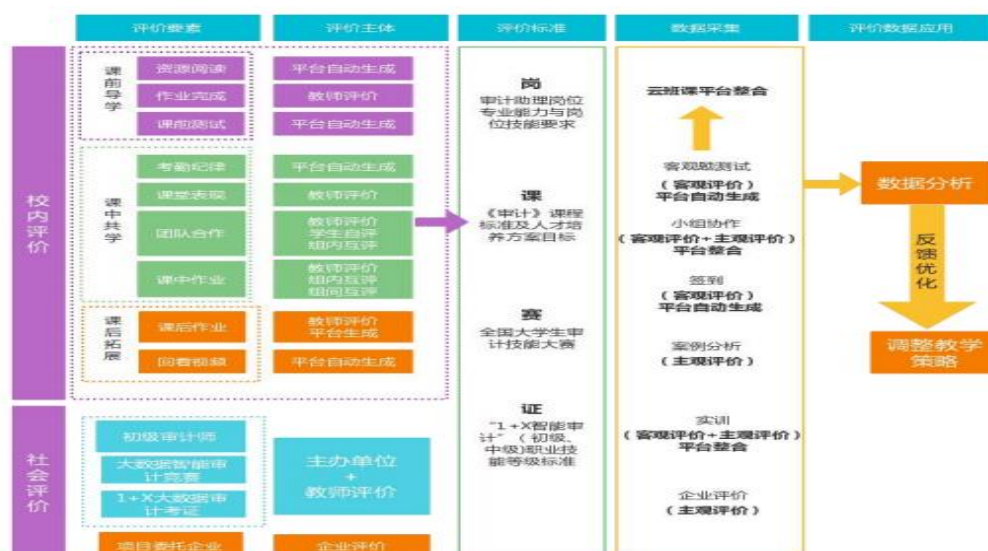 评价要素
评价主体
评价标准
数据采集
评价数据应用
校内评价
课前导学
资源阅读
平台自动生成
作业完成
教师评价
课前测试
平台自动生成
课中共学
考勤纪律
平台自动生成
课堂表现
教师评价
团队合作
教师评价
学生自评
组内互评
课中作业
教师评价
组内互评
组间互评
课后拓展
课后作业
教师评价
平台生成
回看视频
平台自动生成
社会评价
初级审计师
大数据智能审
计竞赛
1+X大数据审
计考证
主办单位
+
教师评价
项目委托企业
企业评价
岗
审计助理岗位
专业能力与岗
位技能要求
课
《审计》课程
标准及人才培
养方案目标
赛
全国大学生审
计技能大赛
证
“1+X智能审
计”（初级、
中级)职业技
能等级标准
云班课平台整合
客观题测试
（客观评价）
平台自动生成
小组协作
（客观评价+主观评价）
平台整合
签到
（客观评价）
平台自动生成
案例分析
（主观评价）
实训
（客观评价+主观评价）
平台整合
企业评价
（主观评价）
数据分析
反馈优化
调整教学
策略